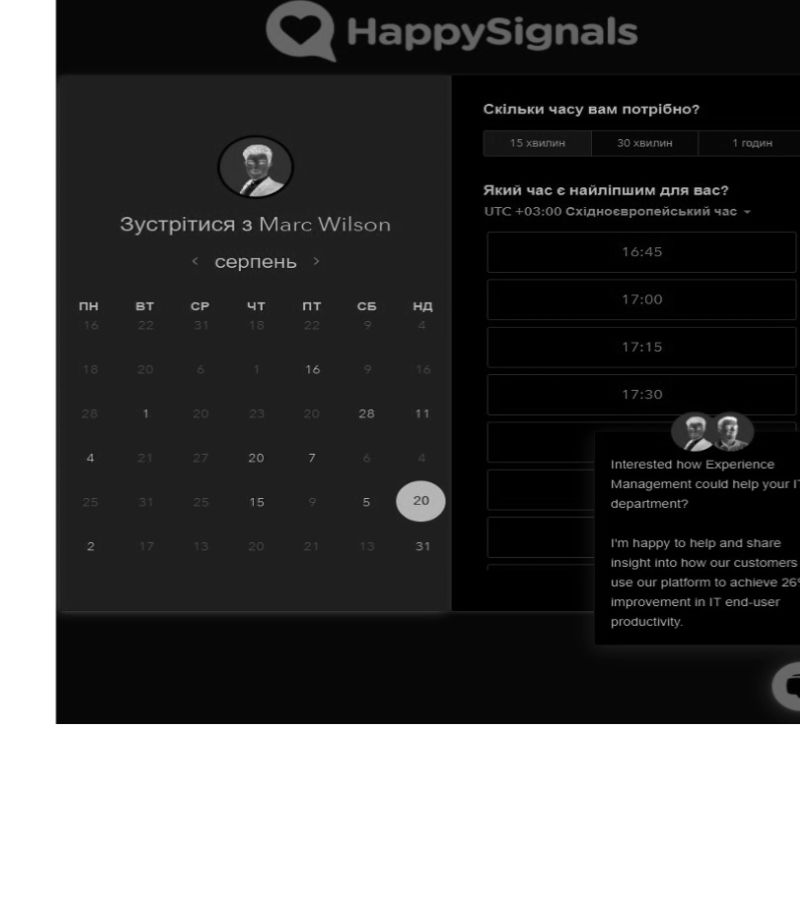 HappySignals
Зустрітися з Marc Wilson
серпень
ПН ВТ СР ЧТ ПТ СБ НД
16 22 31 18 22 9 4
18 20 6 1 16 9 16
28 1 20 23 20 28 11
4 21 27 20 7 6 4
25 31 25 15 9 5 20
2 17 13 20 21 13 31
Скільки часу вам потрібно?
15 хвилин 30 хвилин 1 годин
Який час є найліпшим для вас?
UTC +03:00 Східноєвропейський час
16:45
17:00
17:15
17:30
Interested how Experience
Management could help your IT
department?
I'm happy to help and share
insight into how our customers
use our platform to achieve 26%
improvement in IT end-user
productivity.